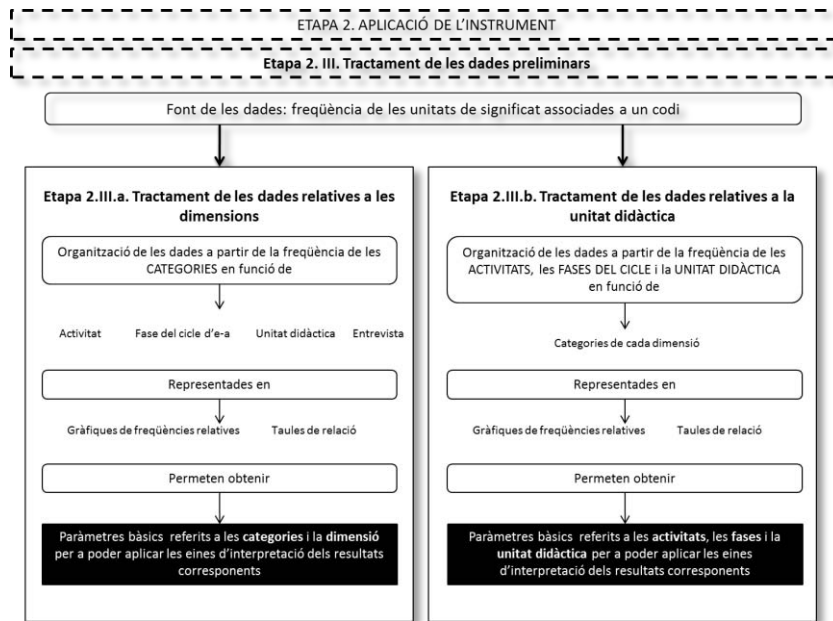 ETAPA 2. APLICACIÓ DE L'INSTRUMENT
Etapa 2. III. Tractament de les dades preliminars
Font de les dades: freqüència de les unitats de significat associades a un codi
Etapa 2.III.a. Tractament de les dades relatives a les
dimensions
Organització de les dades a partir de la freqüència de les
CATEGORIES en funció de
Activitat Fase del cicle d'e-a Unitat didàctica Entrevista
Representades en
Gràfiques de freqüències relatives Taules de relació
Permeten obtenir
Paràmetres bàsics referits a les categories i la dimensió
per a poder aplicar les eines d'interpretació dels resultats
corresponents
Etapa 2.III.b. Tractament de les dades relatives a la
unitat didàctica
Organització de les dades a partir de la freqüència de les
ACTIVITATS, les FASES DEL CICLE i la UNITAT DIDÀCTICA
en funció de
Categories de cada dimensió
Representades en
Gràfiques de freqüències relatives Taules de relació
Permeten obtenir
Paràmetres bàsics referits a les activitats, les fases i la
unitat didàctica per a poder aplicar les eines
d'interpretació dels resultats corresponents